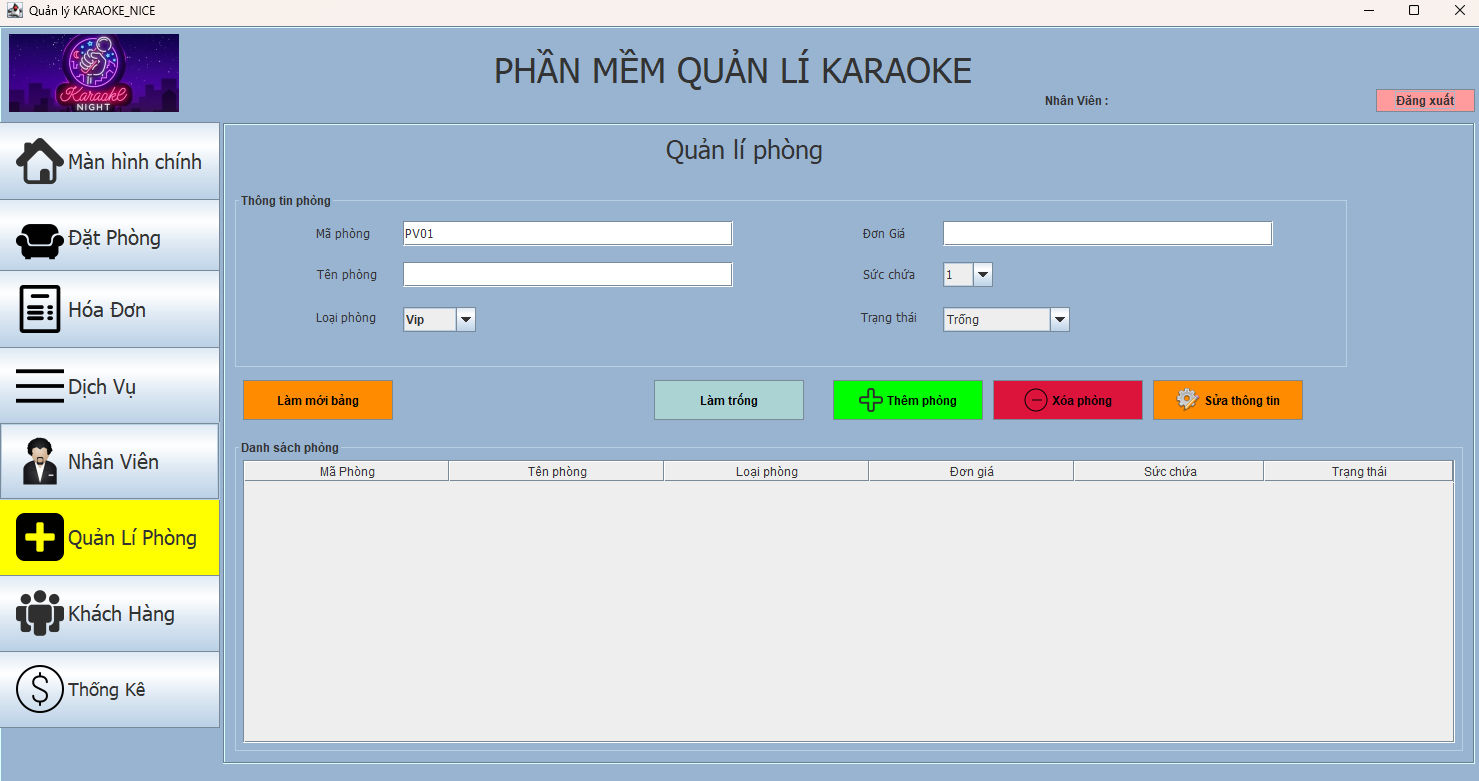 Quản lý KARAOKE_NICE
Karaoke
NIGHT
PHẦN MỀM QUẢN LÍ KARAOKE
Nhân Viên :
Đăng xuất
Màn hình chính
Đặt Phòng
Hóa Đơn
Dịch Vụ
Nhân Viên
Quản Lí Phòng
Khách Hàng
Thống Kê
Quản lí phòng
Thông tin phòng
Mã phòng PV01 Đơn Giá
Tên phòng Sức chứa 1
Loại phòng Vip Trạng thái Trống
Làm mới bảng Làm trống Thêm phòng Xóa phòng Sửa thông tin
Danh sách phòng
Mã Phòng Tên phòng Loại phòng Đơn giá Sức chứa Trạng thái